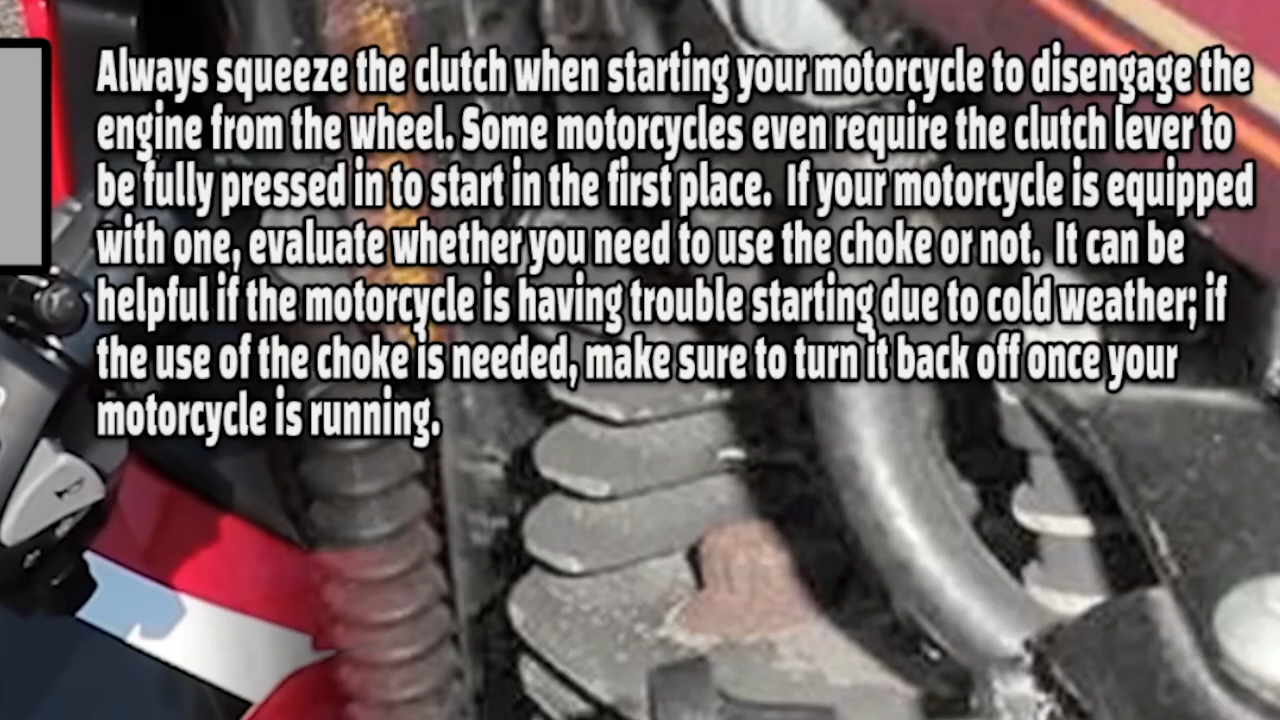 Always squeeze the clutch when starting your motorcycle to disengage the
engine from the wheel. Some motorcycles even require the clutch lever to
be fully pressed in to start in the first place. If your motorcycle is equipped
with one, evaluate whether you need to use the choke or not. It can be
helpful if the motorcycle is having trouble starting due to cold weather; if
the use of the choke is needed, make sure to turn it back off once your
motorcycle is running.